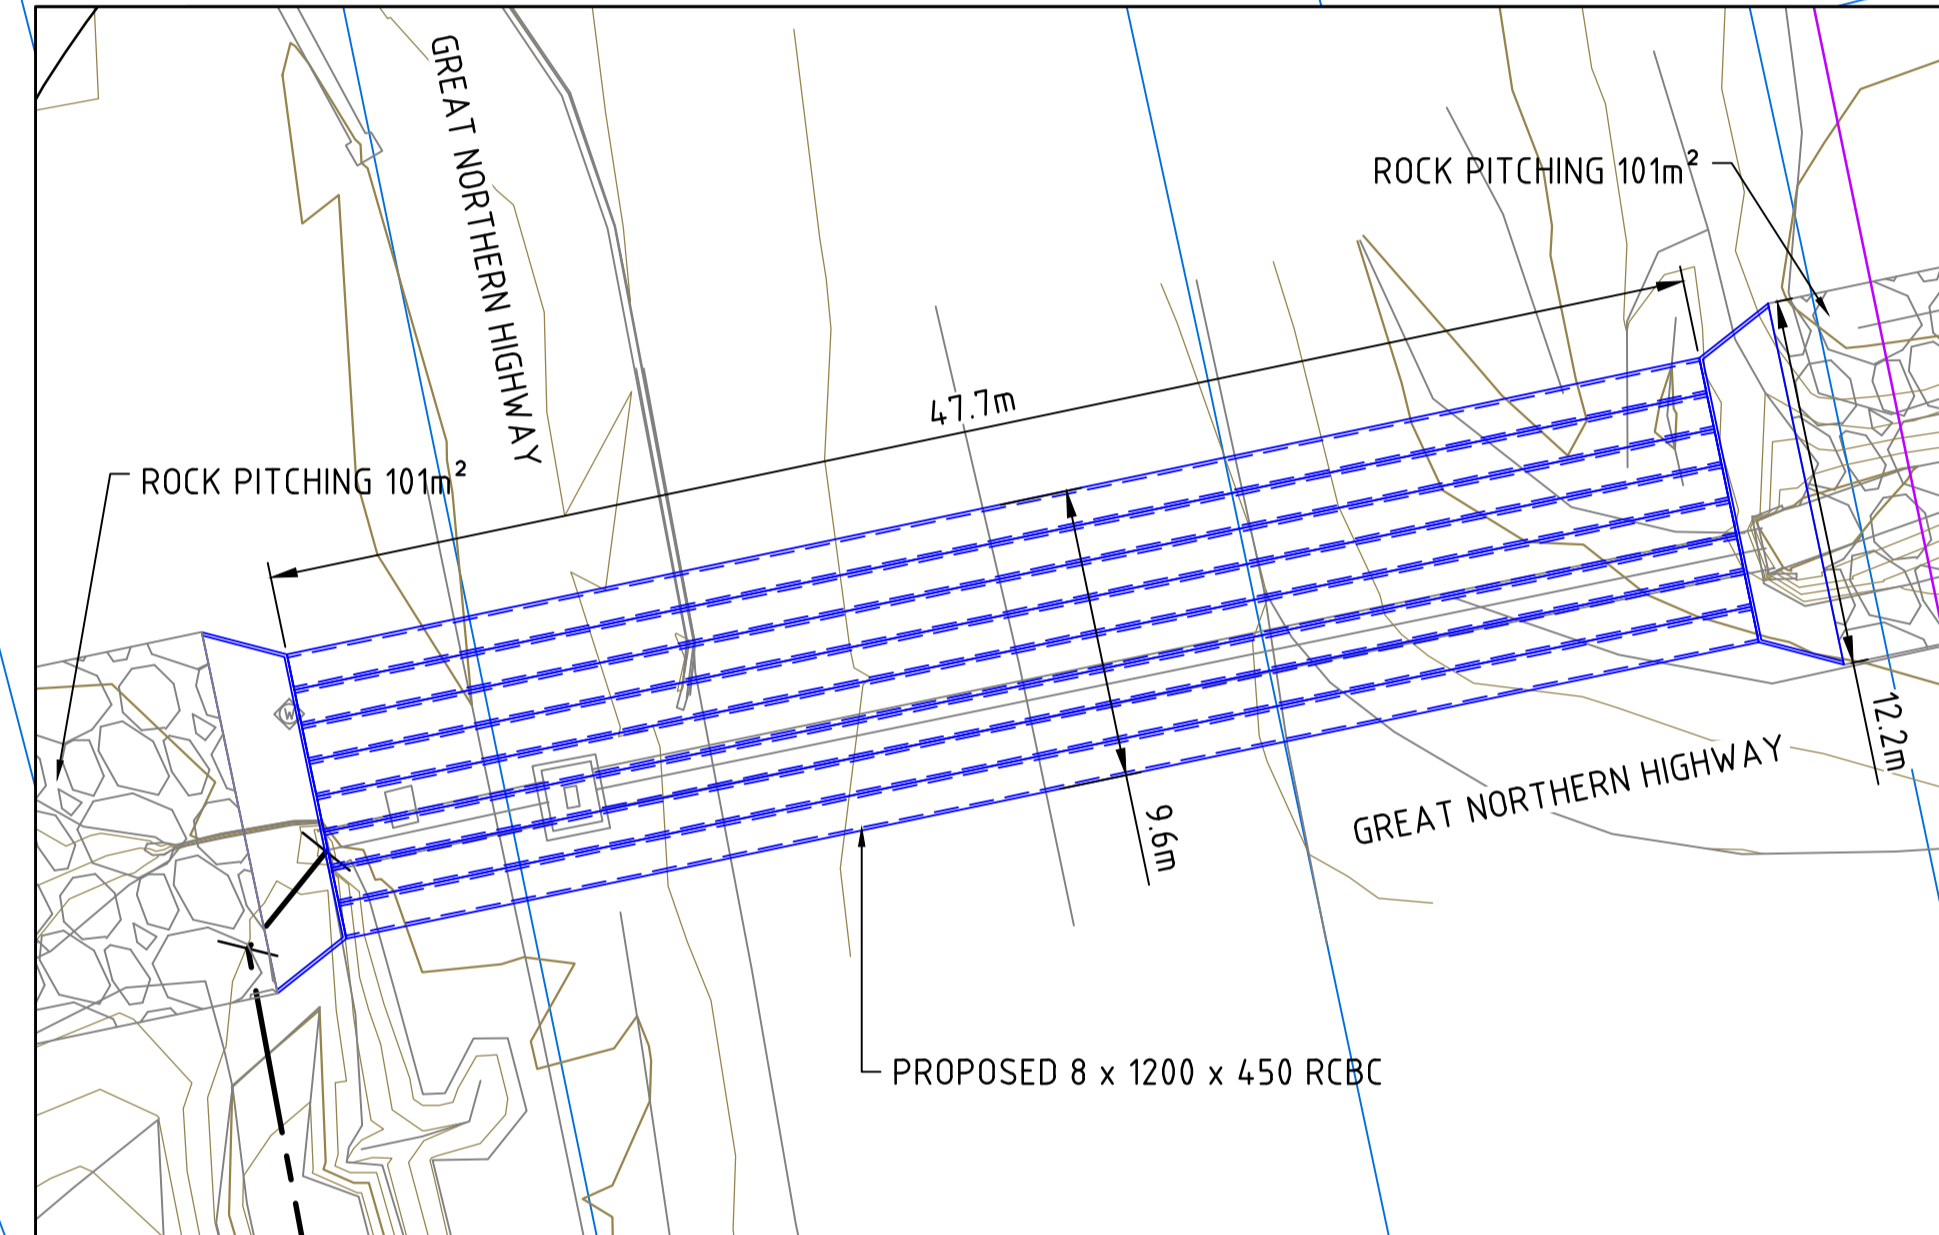 GREAT NORTHERN HIGHWAY
ROCK PITCHING 101m²
47.7m
ROCK PITCHING 101m²
W
12.2m
GREAT NORTHERN HIGHWAY
9.6m
PROPOSED 8 x 1200 x 450 RCBC